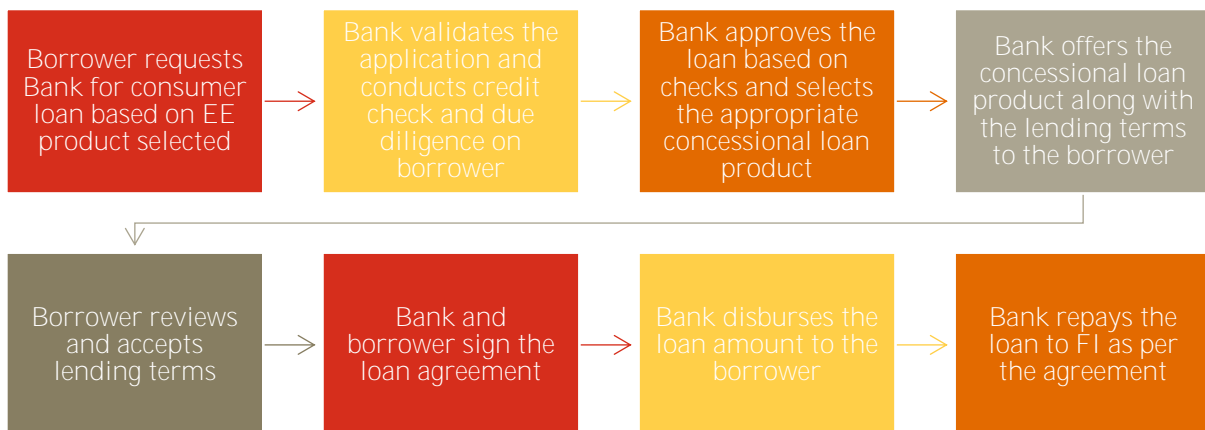 Borrower requests
Bank for consumer
loan based on EE
product selected
Bank validates the
application and
conducts credit
check and due
diligence on
borrower
Bank approves the
loan based on
checks and selects
the appropriate
concessional loan
product
Bank offers the
concessional loan
product along with
the lending terms
to the borrower
Borrower reviews
and accepts
lending terms
Bank and
borrower sign the
loan agreement
Bank disburses the
loan amount to the
borrower
Bank repays the
loan to FI as per
the agreement